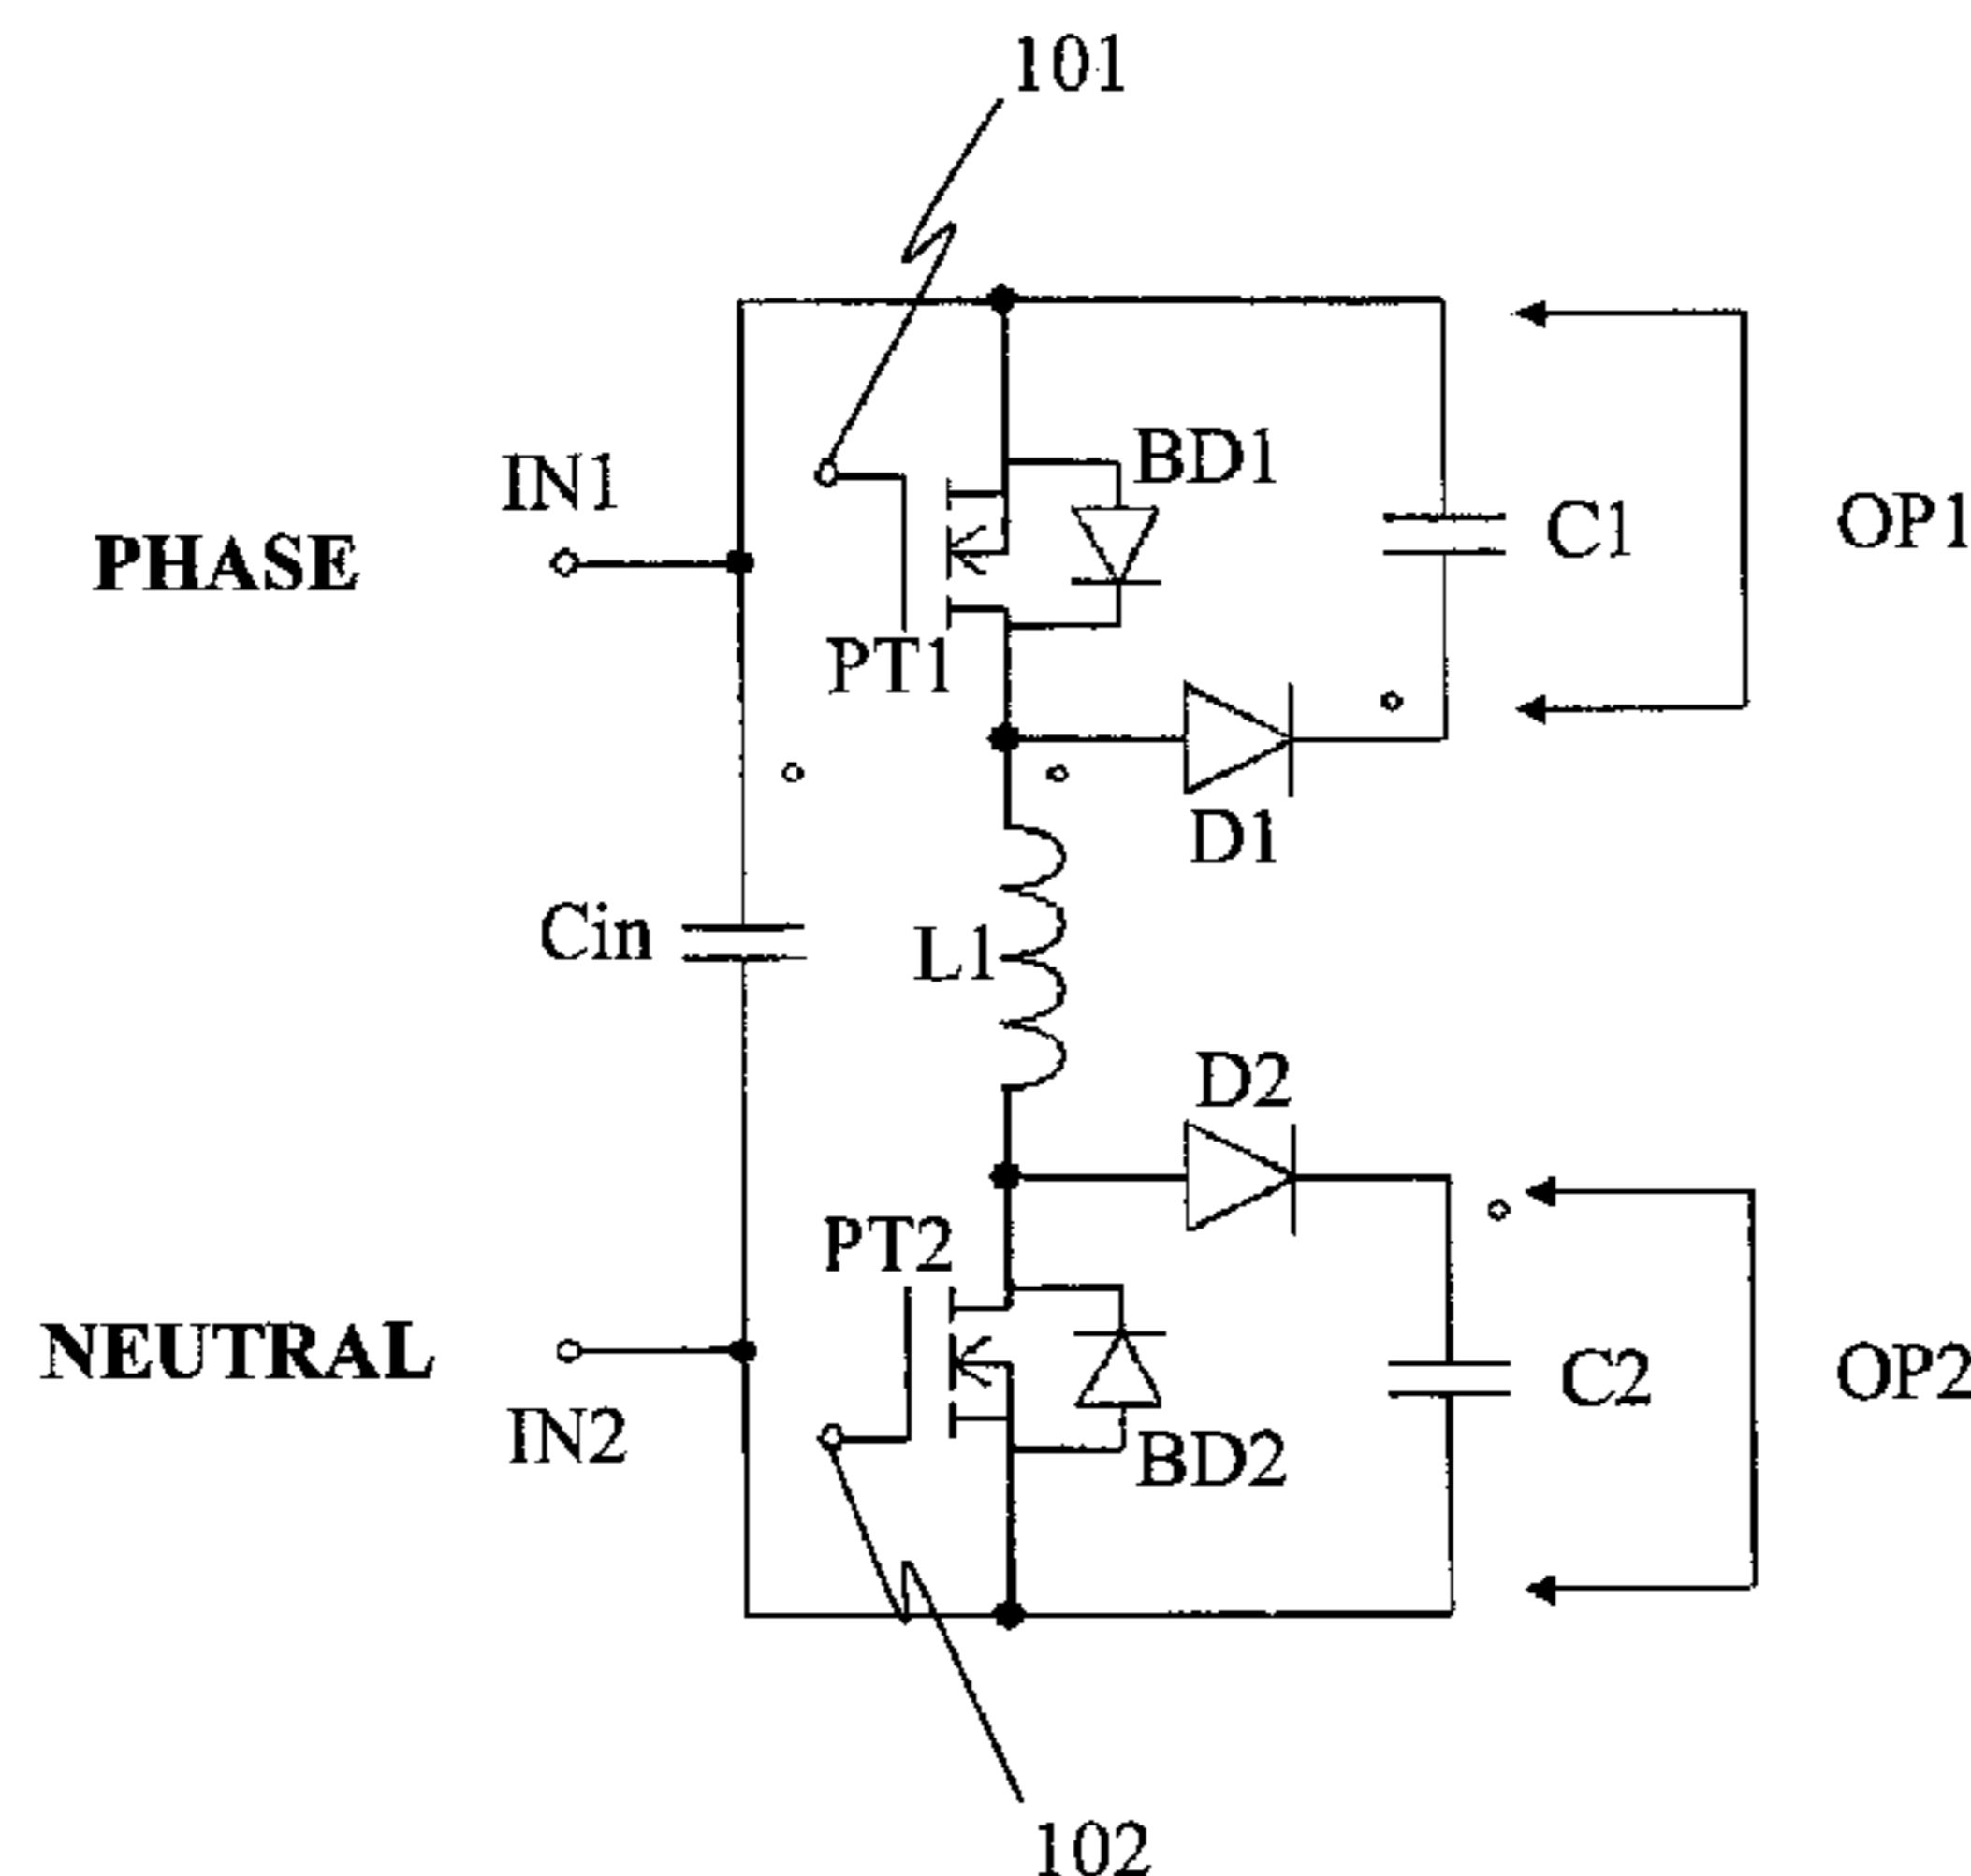 101
BD1
IN1
C1
OP1
PHASE
PT1
D1
Cin
L1
D2
PT2
NEUTRAL
C2
OP2
IN2
BD2
102